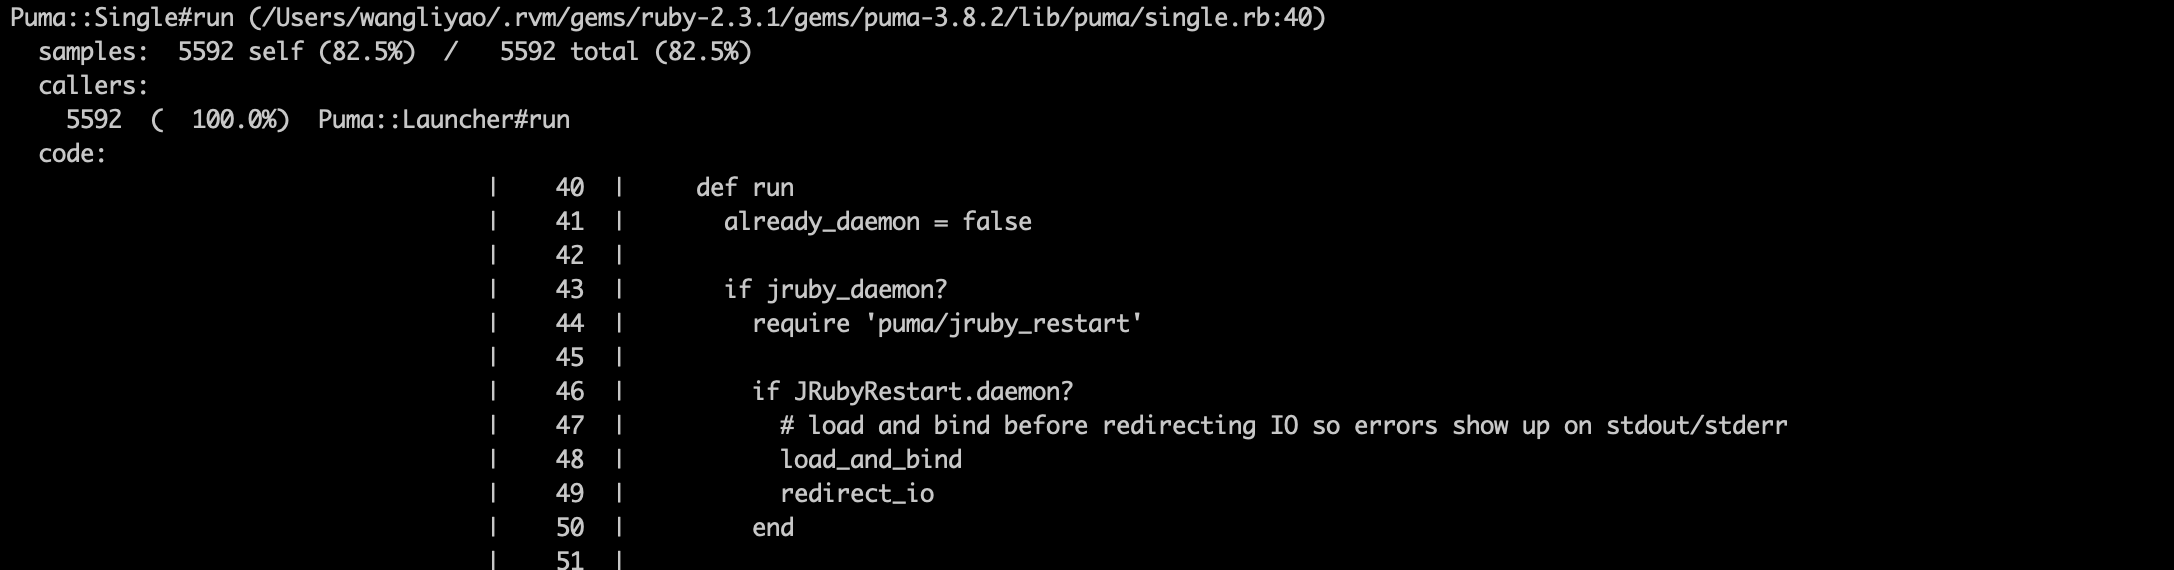 Puma::Single#run (/Users/wangliyao/.rvm/gems/ruby-2.3.1/gems/puma-3.8.2/lib/puma/single.rb:40)
  samples:  5592 self (82.5%)  /   5592 total (82.5%)
  callers:
    5592  (  100.0%)  Puma::Launcher#run
  code:
                                  |    40  |     def run
                                  |    41  |       already_daemon = false
                                  |    42  |
                                  |    43  |       if jruby_daemon?
                                  |    44  |         require 'puma/jruby_restart'
                                  |    45  |
                                  |    46  |         if JRubyRestart.daemon?
                                  |    47  |           # load and bind before redirecting IO so errors show up on stdout/stderr
                                  |    48  |           load_and_bind
                                  |    49  |           redirect_io
                                  |    50  |         end
                                  |    51  |